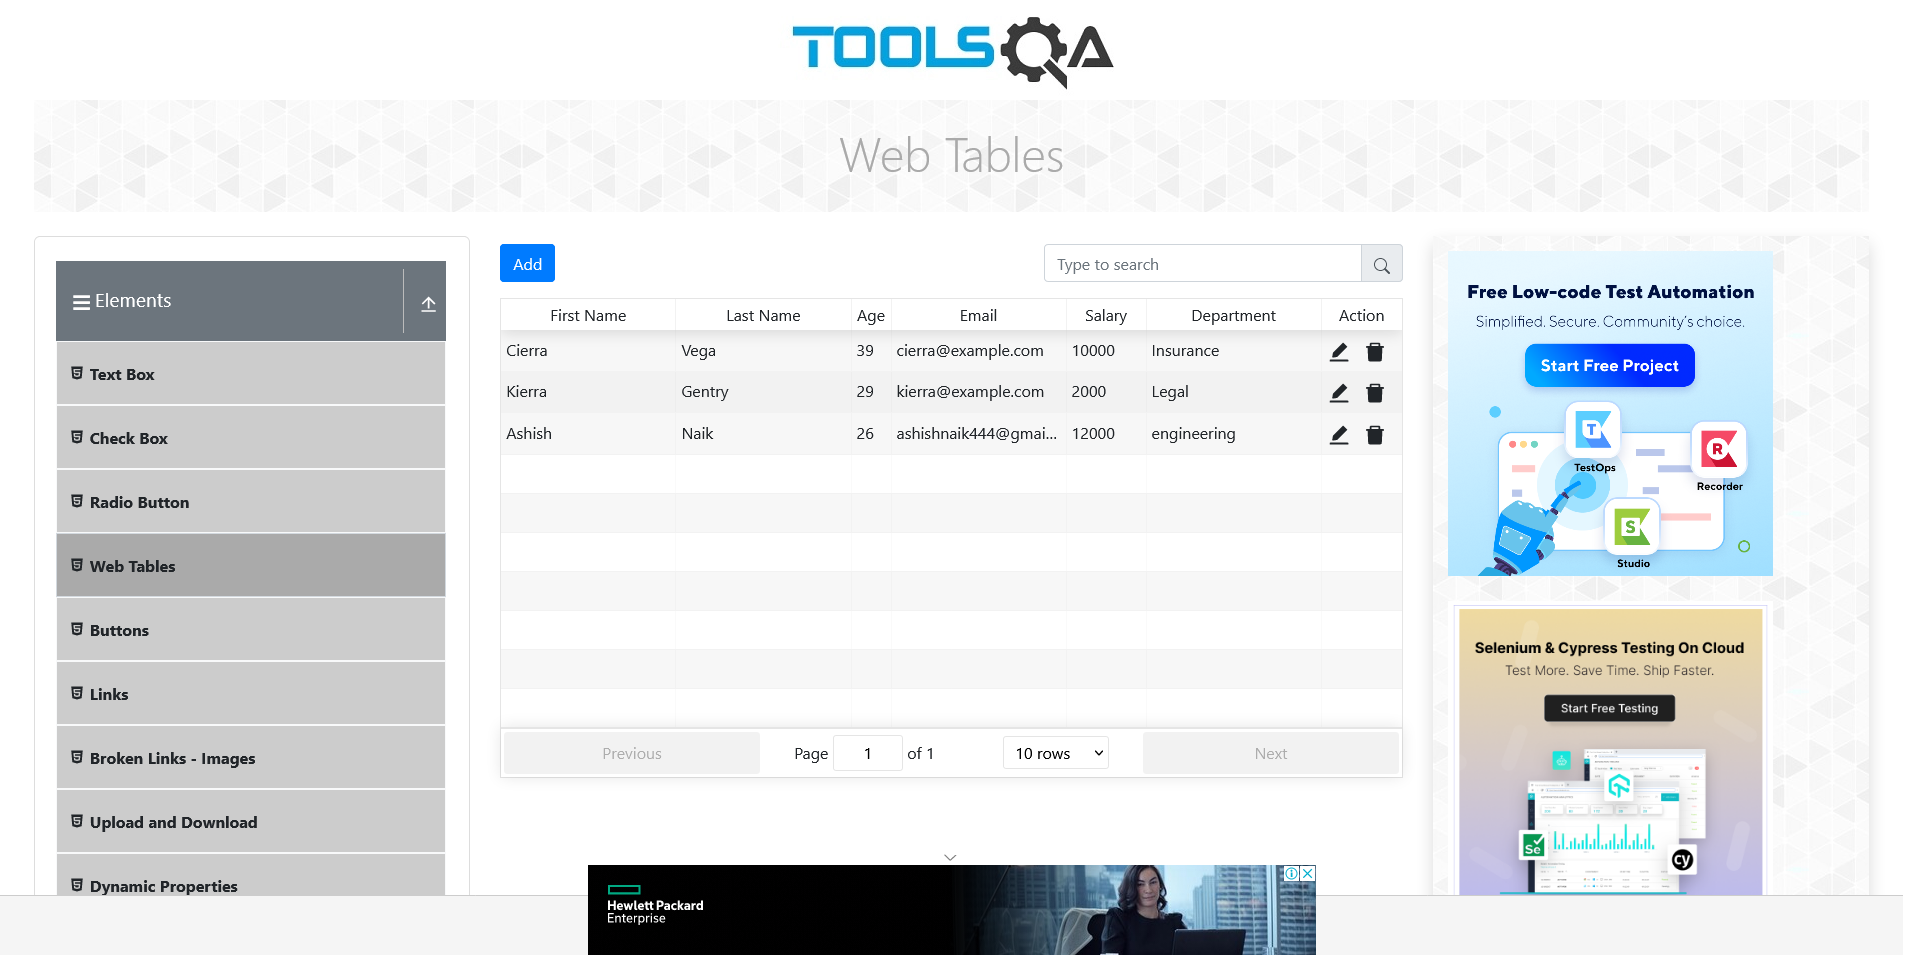 TOOLSQA
Web Tables
Elements
Text Box
Check Box
Radio Button
Web Tables
Buttons
Links
Broken Links - Images
Upload and Download
Dynamic Properties
Add
Type to search
First Name Last Name Age Email Salary Department Action
Cierra Vega 39 cierra@example.com 10000 Insurance
Kierra Gentry 29 kierra@example.com 2000 Legal
Ashish Naik 26 ashishnaik444@gmai... 12000 engineering
Previous Page 1 of 1 10 rows Next
Free Low-code Test Automation
Simplified. Secure. Community's choice.
Start Free Project
T
TestOps
R
Recorder
S
Studio
Selenium & Cypress Testing On Cloud
Test More. Save Time. Ship Faster.
Start Free Testing
Se
cy
Hewlett Packard
Enterprise